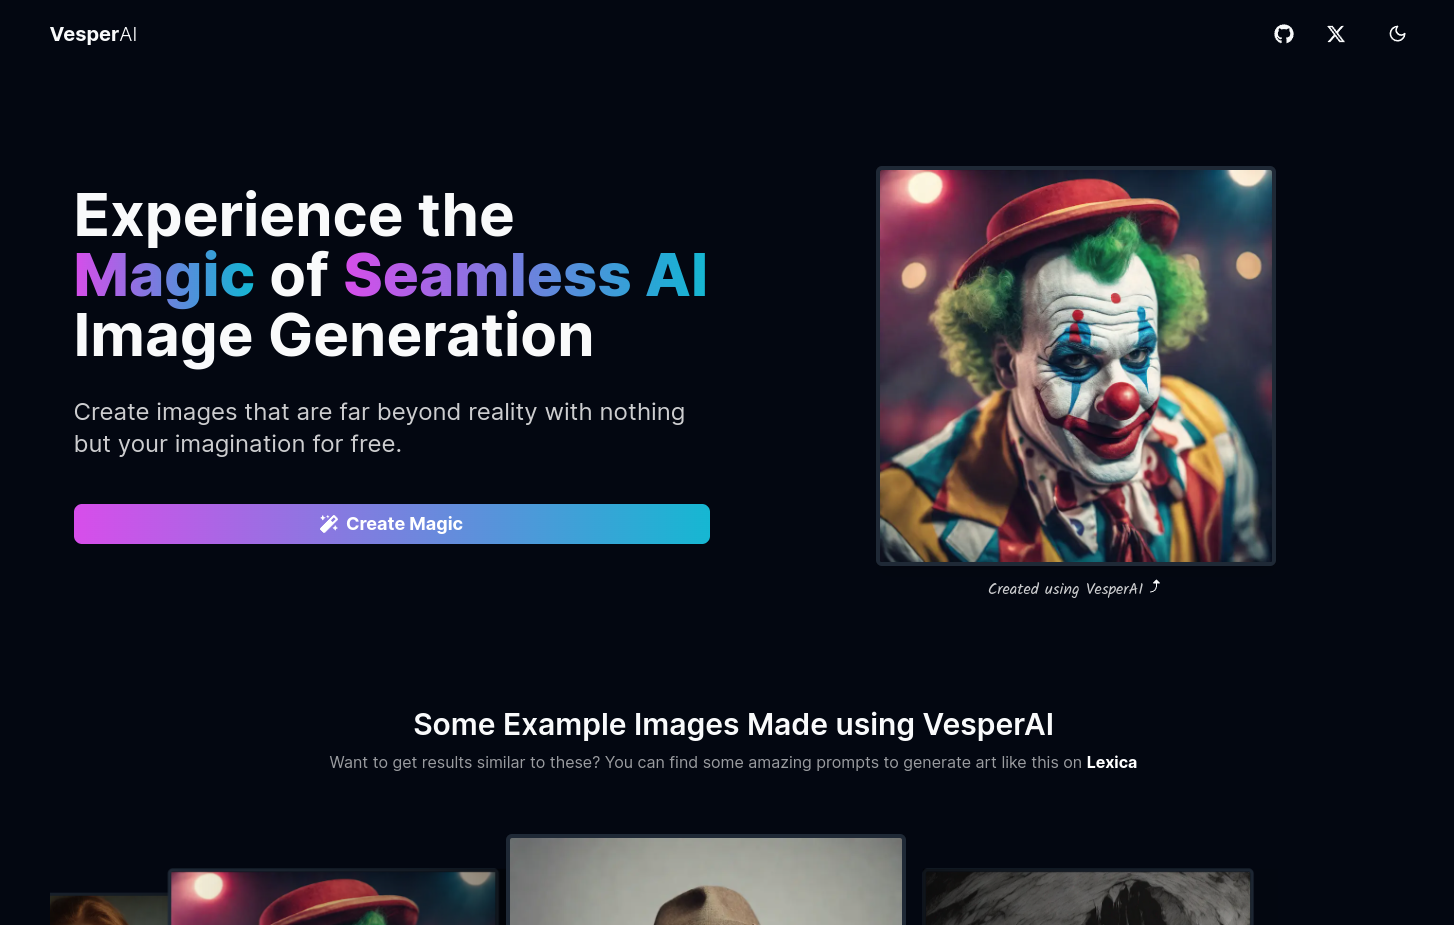 VesperAI
Experience the
Magic of Seamless AI
Image Generation
Create images that are far beyond reality with nothing
but your imagination for free.
Create Magic
Created using VesperAI
Some Example Images Made using VesperAI
Want to get results similar to these? You can find some amazing prompts to generate art like this on Lexica